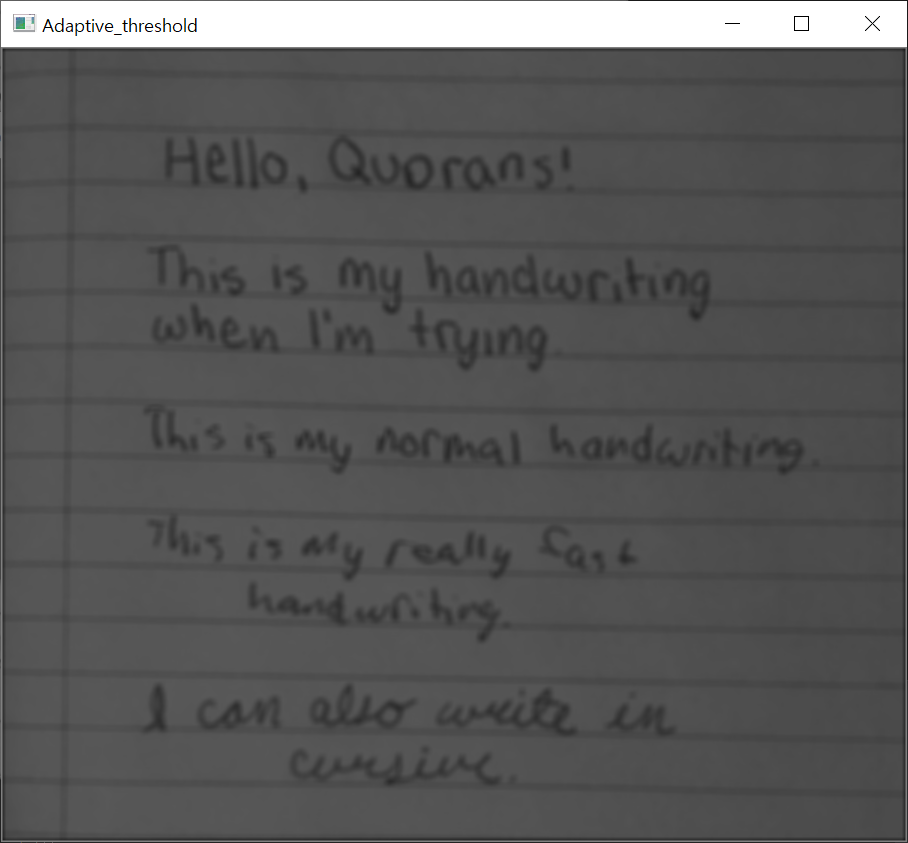 Adaptive_threshold
Hello, Quorans!
This is my handwriting
when I'm trying.
This is my normal handwriting.
This is my really fast
handwriting.
I can also write in
cursive.